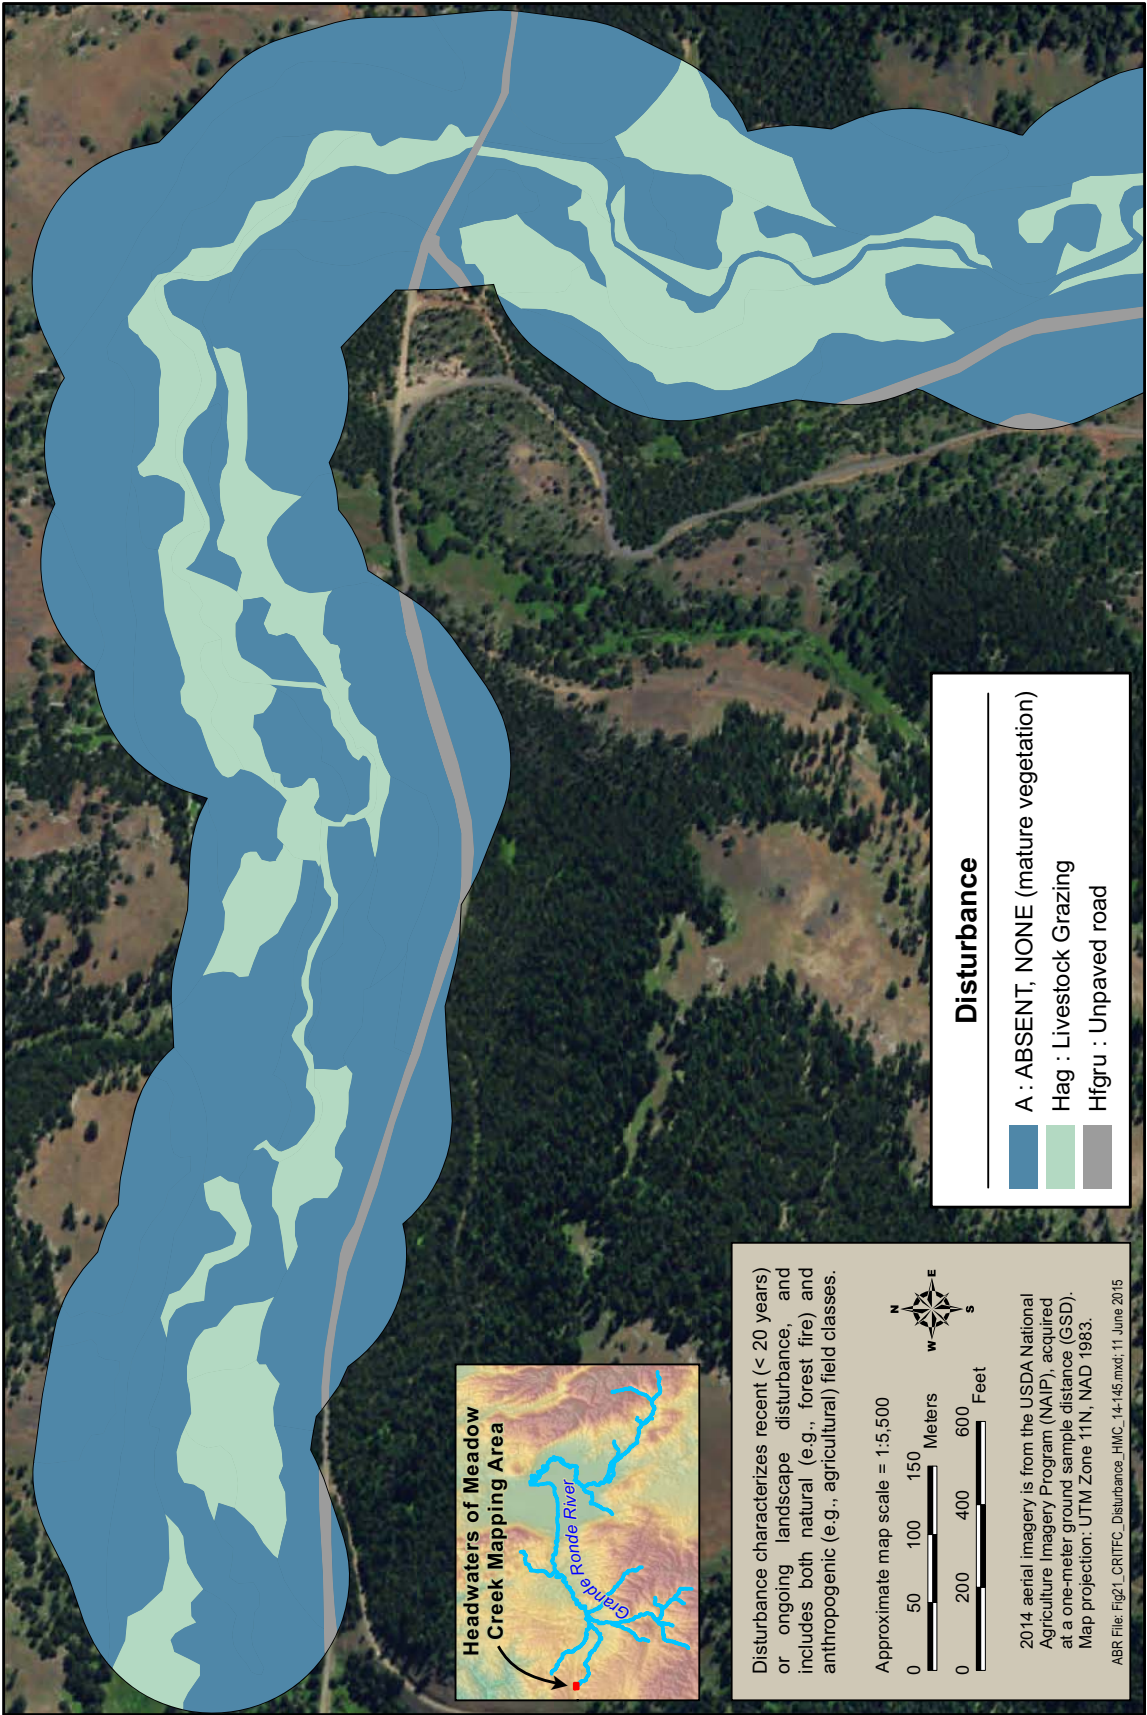 Headwaters of Meadow
Creek Mapping Area
Grande Ronde River
Disturbance characterizes recent (< 20 years)
or ongoing landscape disturbance, and
includes both natural (e.g., forest fire) and
anthropogenic (e.g., agricultural) field classes.
Approximate map scale = 1:5,500
0 50 100 150
Meters
0 200 400 600
Feet
N
W E
S
2014 aerial imagery is from the USDA National
Agriculture Imagery Program (NAIP), acquired
at a one-meter ground sample distance (GSD).
Map projection: UTM Zone 11N, NAD 1983.
ABR File: Fig21_CRITFC_Disturbance_HMC_14-145.mxd; 11 June 2015
Disturbance
A : ABSENT, NONE (mature vegetation)
Hag : Livestock Grazing
Hfgru : Unpaved road